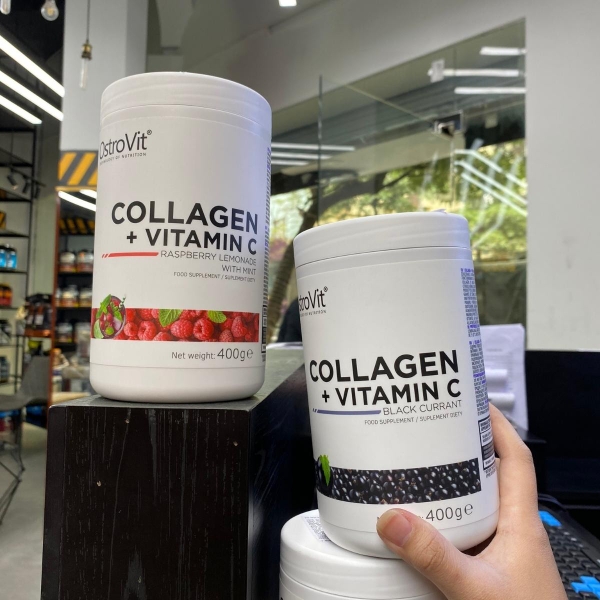 OstroVit®
COLLAGEN
+ VITAMIN C
RASPBERRY LEMONADE
WITH MINT
FOOD SUPPLEMENT / SUPLEMENT DIETY
Net weight: 400g℮
stroVit®
COLLAGEN
+ VITAMIN C
BLACK CURRANT
FOOD SUPPLEMENT / SUPLEMENT DIETY
400g℮